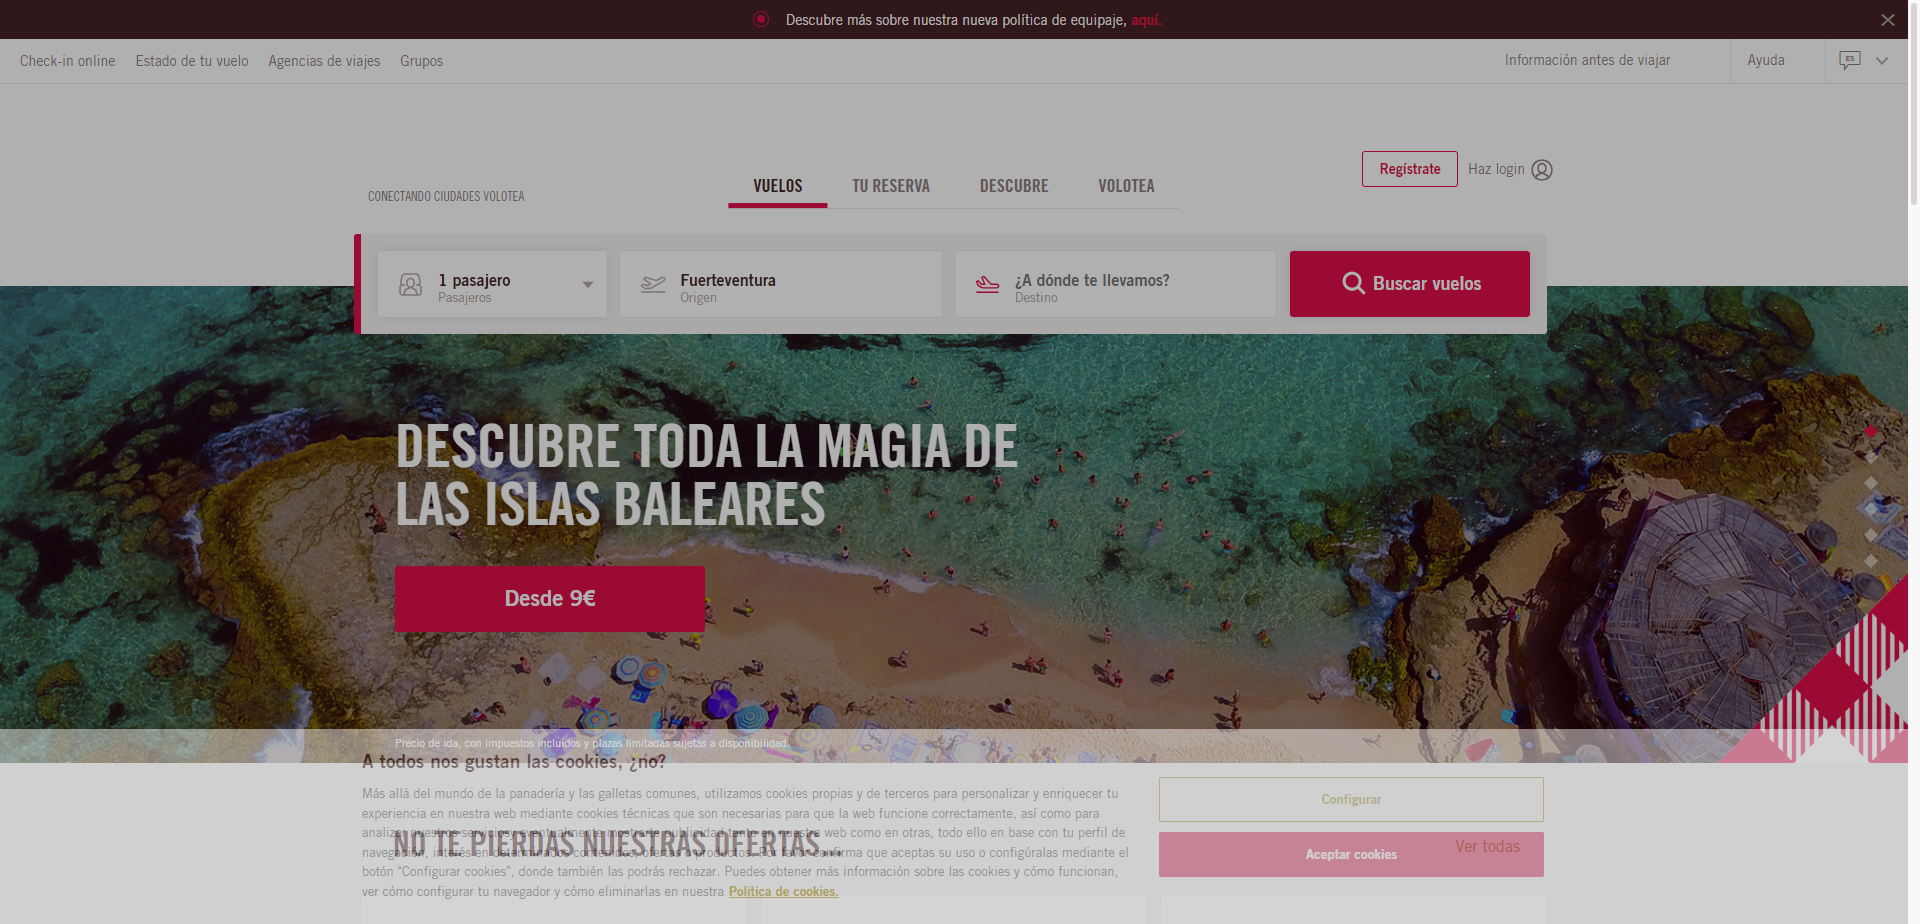 Descubre más sobre nuestra nueva política de equipaje, aquí.
Check-in online Estado de tu vuelo Agencias de viajes Grupos Información antes de viajar Ayuda ES
Regístrate Haz login
CONECTANDO CIUDADES VOLOTEA
VUELOS TU RESERVA DESCUBRE VOLOTEA
1 pasajero
Pasajeros
Fuerteventura
Origen
¿A dónde te llevamos?
Destino
Buscar vuelos
DESCUBRE TODA LA MAGIA DE
LAS ISLAS BALEARES
Desde 9€
Precio de ida, con impuestos incluidos y plazas limitadas sujetas a disponibilidad.
A todos nos gustan las cookies, ¿no?
Más allá del mundo de la panadería y las galletas comunes, utilizamos cookies propias y de terceros para personalizar y enriquecer tu
experiencia en nuestra web mediante cookies técnicas que son necesarias para que la web funcione correctamente, así como para
analizar nuestros servicios y eventualmente mostrarte publicidad tanto en nuestra web como en otras, todo ello en base con tu perfil de
navegación, interés en determinados contenidos, ofertas o productos. Por favor confirma que aceptas su uso o configúralas mediante el
botón “Configurar cookies”, donde también las podrás rechazar. Puedes obtener más información sobre las cookies y cómo funcionan,
ver cómo configurar tu navegador y cómo eliminarlas en nuestra Política de cookies.
Configurar
Aceptar cookies
NO TE PIERDAS NUESTRAS OFERTAS...
Ver todas